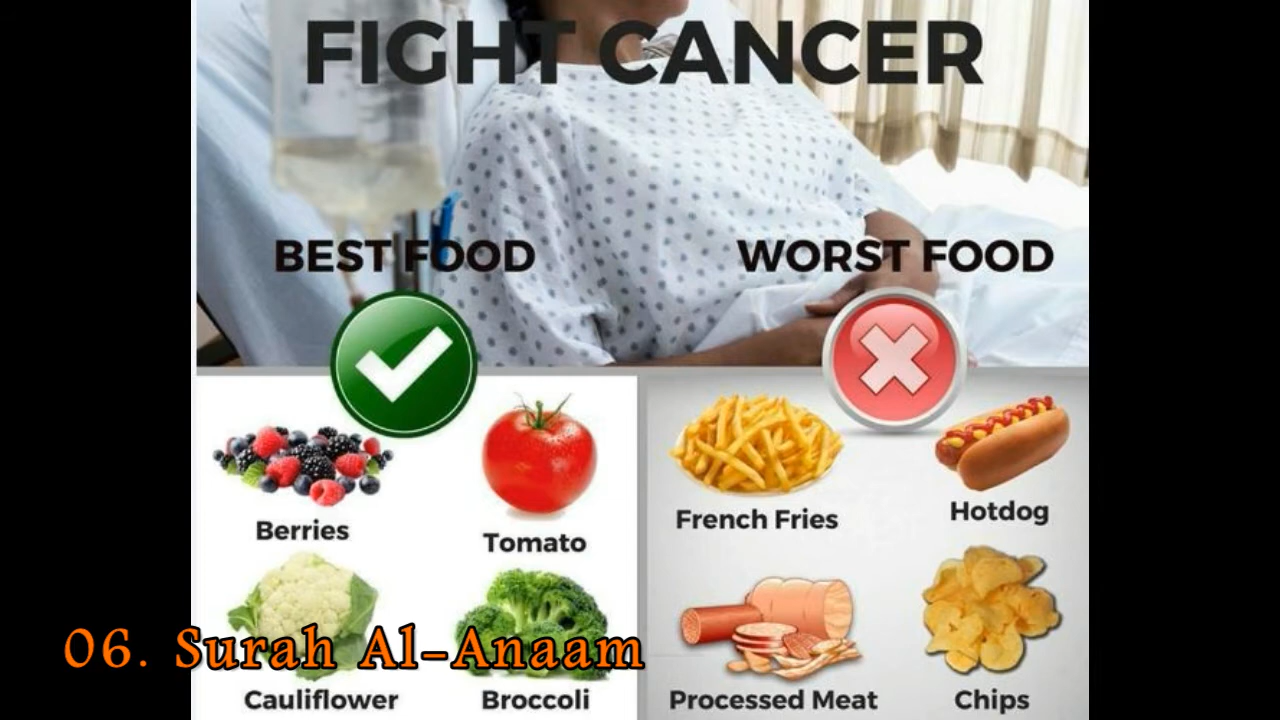 FIGHT CANCER
BEST FOOD
WORST FOOD
Berries
Tomato
French Fries
Hotdog
06. Surah Al-Anaam
Cauliflower
Broccoli
Processed Meat
Chips